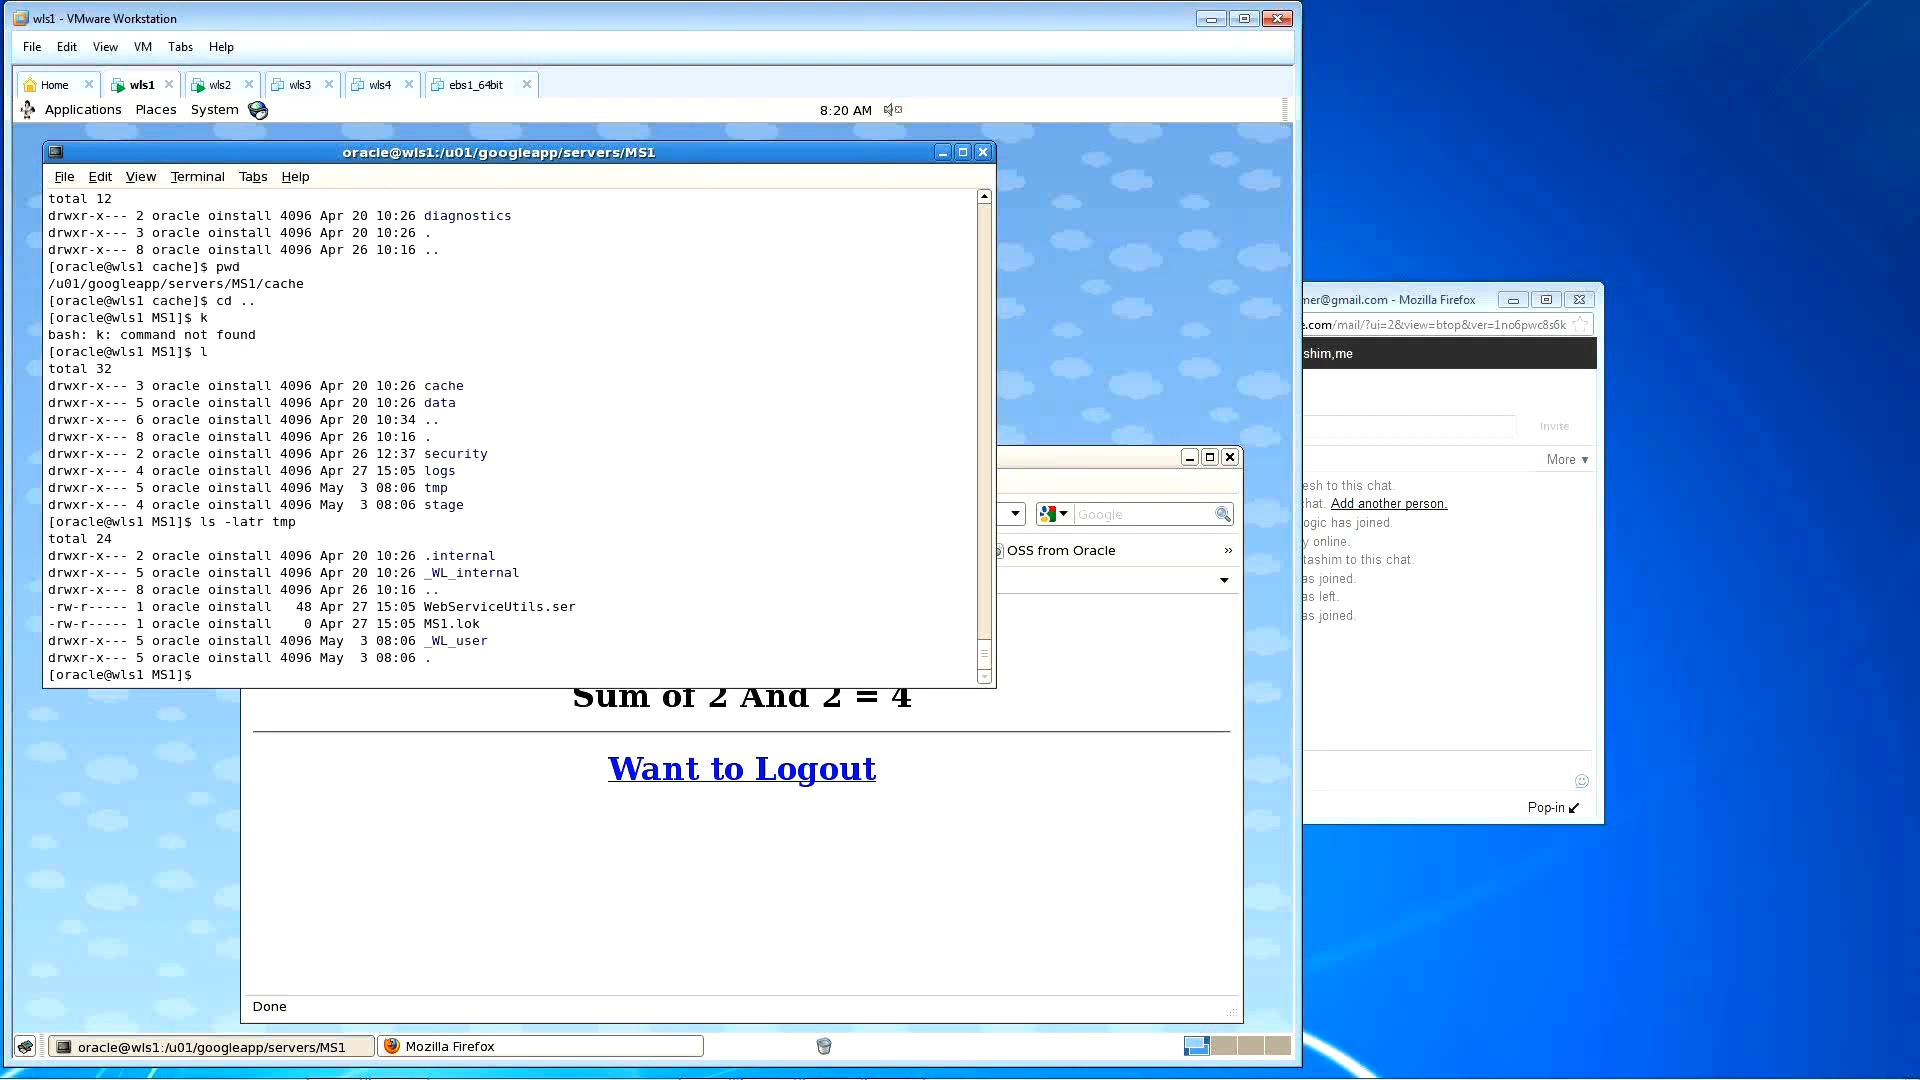 wls1 - VMware Workstation
File Edit View VM Tabs Help
Home wls1 wls2 wls3 wls4 ebs1_64bit
Applications Places System 8:20 AM
oracle@wls1:/u01/googleapp/servers/MS1
File Edit View Terminal Tabs Help
total 12
drwxr-x--- 2 oracle oinstall 4096 Apr 20 10:26 diagnostics
drwxr-x--- 3 oracle oinstall 4096 Apr 20 10:26 .
drwxr-x--- 8 oracle oinstall 4096 Apr 26 10:16 ..
[oracle@wls1 cache]$ pwd
/u01/googleapp/servers/MS1/cache
[oracle@wls1 cache]$ cd ..
[oracle@wls1 MS1]$ k
bash: k: command not found
[oracle@wls1 MS1]$ l
total 32
drwxr-x--- 3 oracle oinstall 4096 Apr 20 10:26 cache
drwxr-x--- 5 oracle oinstall 4096 Apr 20 10:26 data
drwxr-x--- 6 oracle oinstall 4096 Apr 20 10:34 ..
drwxr-x--- 8 oracle oinstall 4096 Apr 26 10:16 .
drwxr-x--- 2 oracle oinstall 4096 Apr 26 12:37 security
drwxr-x--- 4 oracle oinstall 4096 Apr 27 15:05 logs
drwxr-x--- 5 oracle oinstall 4096 May  3 08:06 tmp
drwxr-x--- 4 oracle oinstall 4096 May  3 08:06 stage
[oracle@wls1 MS1]$ ls -latr tmp
total 24
drwxr-x--- 2 oracle oinstall 4096 Apr 20 10:26 .internal
drwxr-x--- 5 oracle oinstall 4096 Apr 20 10:26 _WL_internal
drwxr-x--- 8 oracle oinstall 4096 Apr 26 10:16 ..
-rw-r----- 1 oracle oinstall   48 Apr 27 15:05 WebServiceUtils.ser
-rw-r----- 1 oracle oinstall    0 Apr 27 15:05 MS1.lok
drwxr-x--- 5 oracle oinstall 4096 May  3 08:06 _WL_user
drwxr-x--- 5 oracle oinstall 4096 May  3 08:06 .
[oracle@wls1 MS1]$
Google
OSS from Oracle »
Sum of 2 And 2 = 4
Want to Logout
Done
oracle@wls1:/u01/googleapp/servers/MS1 Mozilla Firefox
mer@gmail.com - Mozilla Firefox
e.com/mail/?ui=2&view=btop&ver=1no6pwc8s6k
shim,me
Invite
More
esh to this chat.
hat. Add another person.
ogic has joined.
y online.
tashim to this chat.
as joined.
as left.
as joined.
Pop-in